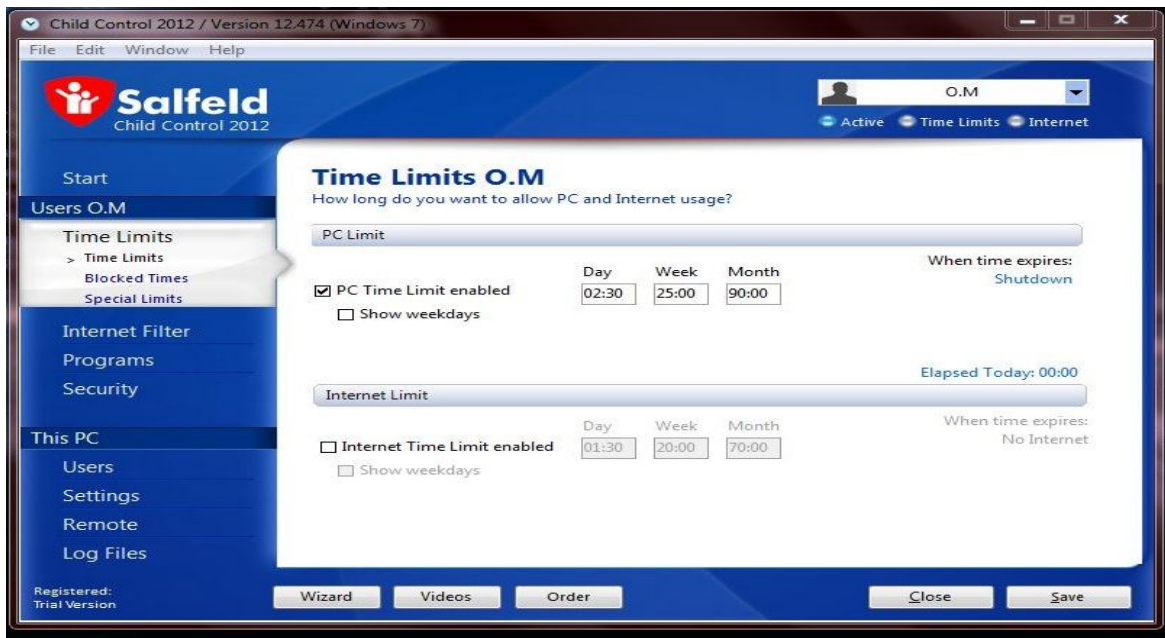 Child Control 2012 / Version 12.474 (Windows 7)
File Edit Window Help
Salfeld
Child Control 2012
O.M
Active Time Limits Internet
Start
Users O.M
Time Limits
> Time Limits
Blocked Times
Special Limits
Internet Filter
Programs
Security
This PC
Users
Settings
Remote
Log Files
Registered:
Trial Version
Time Limits O.M
How long do you want to allow PC and Internet usage?
PC Limit
Day Week Month
When time expires:
Shutdown
PC Time Limit enabled 02:30 25:00 90:00
Show weekdays
Elapsed Today: 00:00
Internet Limit
Day Week Month
When time expires:
No Internet
Internet Time Limit enabled 01:30 20:00 70:00
Show weekdays
Wizard Videos Order Close Save